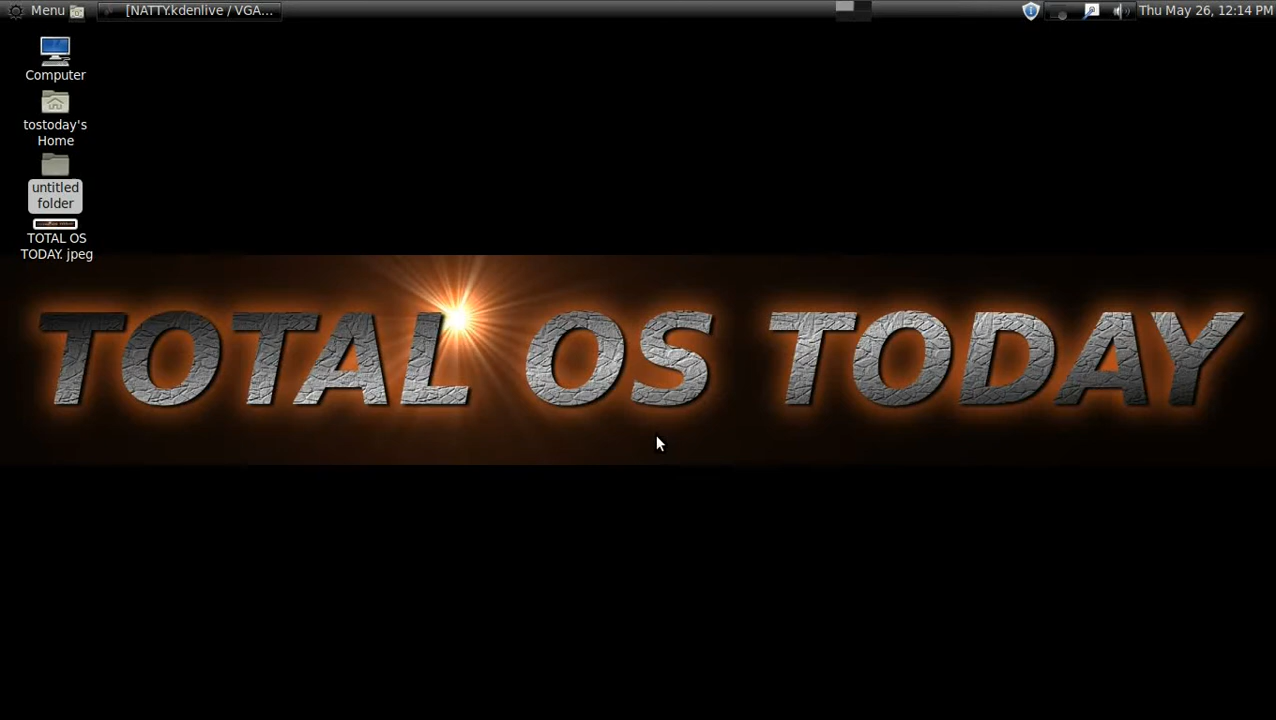 Menu
[NATTY.kdenlive / VGA...
Thu May 26, 12:14 PM
Computer
tostoday's
Home
untitled
folder
TOTAL OS
TODAY. jpeg
TOTAL OS TODAY